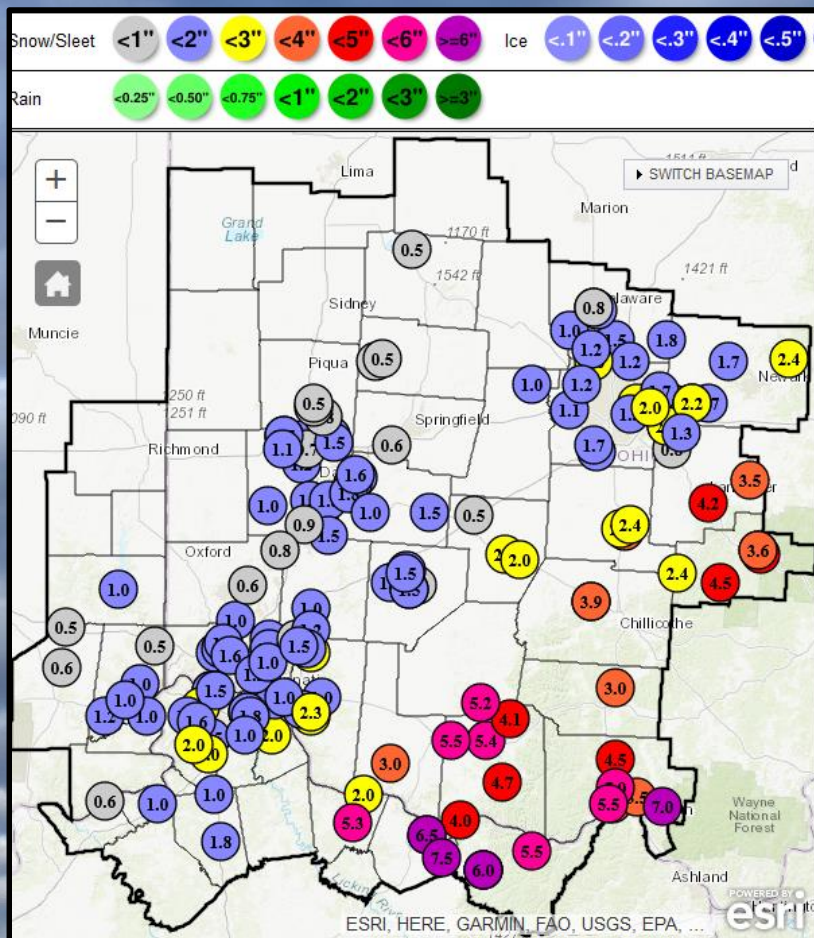 Snow/Sleet <1" <2" <3" <4" <5" <6" >=6" Ice <.1" <.2" <.3" <.4" <.5"
Rain <0.25" <0.50" <0.75" <1" <2" <3" >=3"
+
−
SWITCH BASEMAP
Lima
Marion
Grand
Lake
1170 ft
0.5
1542 ft
1421 ft
Sidney
0.8
Delaware
Muncie
1.0
1.5
1.8
1.2
1.2
1.7
2.4
Piqua
0.5
Newark
1.0
1.2
250 ft
1251 ft
090 ft
0.5
1.1
2.0
2.2
Springfield
1.3
Richmond
1.1
1.5
0.6
1.7
1.6
3.5
4.2
1.0
1.0
1.5
0.5
0.9
1.5
2.4
0.8
Oxford
2.0
3.6
1.5
2.4
4.5
1.0
0.6
3.9
1.0
Chillicothe
0.5
1.0
0.6
1.6
1.5
1.0
1.0
1.5
3.0
1.0
1.2
1.0
1.6
1.8
1.0
2.3
5.2
4.1
2.0
1.0
5.5
5.4
3.0
4.5
4.7
0.6
1.0
1.0
2.0
5.5
7.0
5.3
4.0
Wayne
National
Forest
1.8
6.5
7.5
5.5
6.0
Ashland
Licking River
POWERED BY
esri
ESRI, HERE, GARMIN, FAO, USGS, EPA, ...